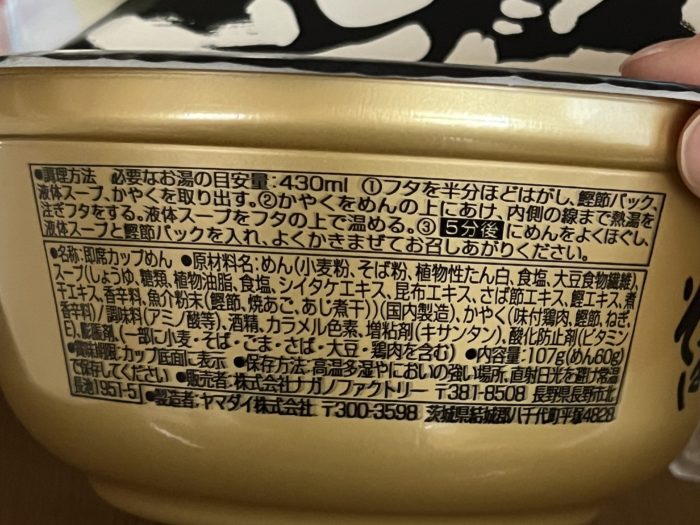 ●調理方法 必要なお湯の目安量:430ml ①フタを半分ほどはがし、鰹節パック、
液体スープ、かやくを取り出す。②かやくをめんの上にあけ、内側の線まで熱湯を
注ぎフタをする。液体スープをフタの上で温める。③5分後にめんをよくほぐし、
液体スープと鰹節パックを入れ、よくかきまぜてお召しあがりください。
●名称:即席カップめん ●原材料名:めん(小麦粉、そば粉、植物性たん白、食塩、大豆食物繊維)、
スープ(しょうゆ、糖類、植物油脂、食塩、シイタケエキス、昆布エキス、さば節エキス、鰹エキス、煮
干エキス、香辛料、魚介粉末(鰹節、焼あご、あじ煮干))(国内製造)、かやく(味付鶏肉、鰹節、ねぎ、
香辛料)/調味料(アミノ酸等)、酒精、カラメル色素、増粘剤(キサンタン)、酸化防止剤(ビタミン
E)、膨脹剤、(一部に小麦・そば・ごま・さば・大豆・鶏肉を含む) ●内容量:107g(めん60g)
●賞味期限:カップ底面に表示 ●保存方法:高温多湿やにおいの強い場所、直射日光を避け常温
で保存してください ●販売者:株式会社ナガノファクトリー 〒381-8508 長野県長野市北
長池1951-5 ●製造者:ヤマダイ株式会社 〒300-3598 茨城県結城郡八千代町平塚4828